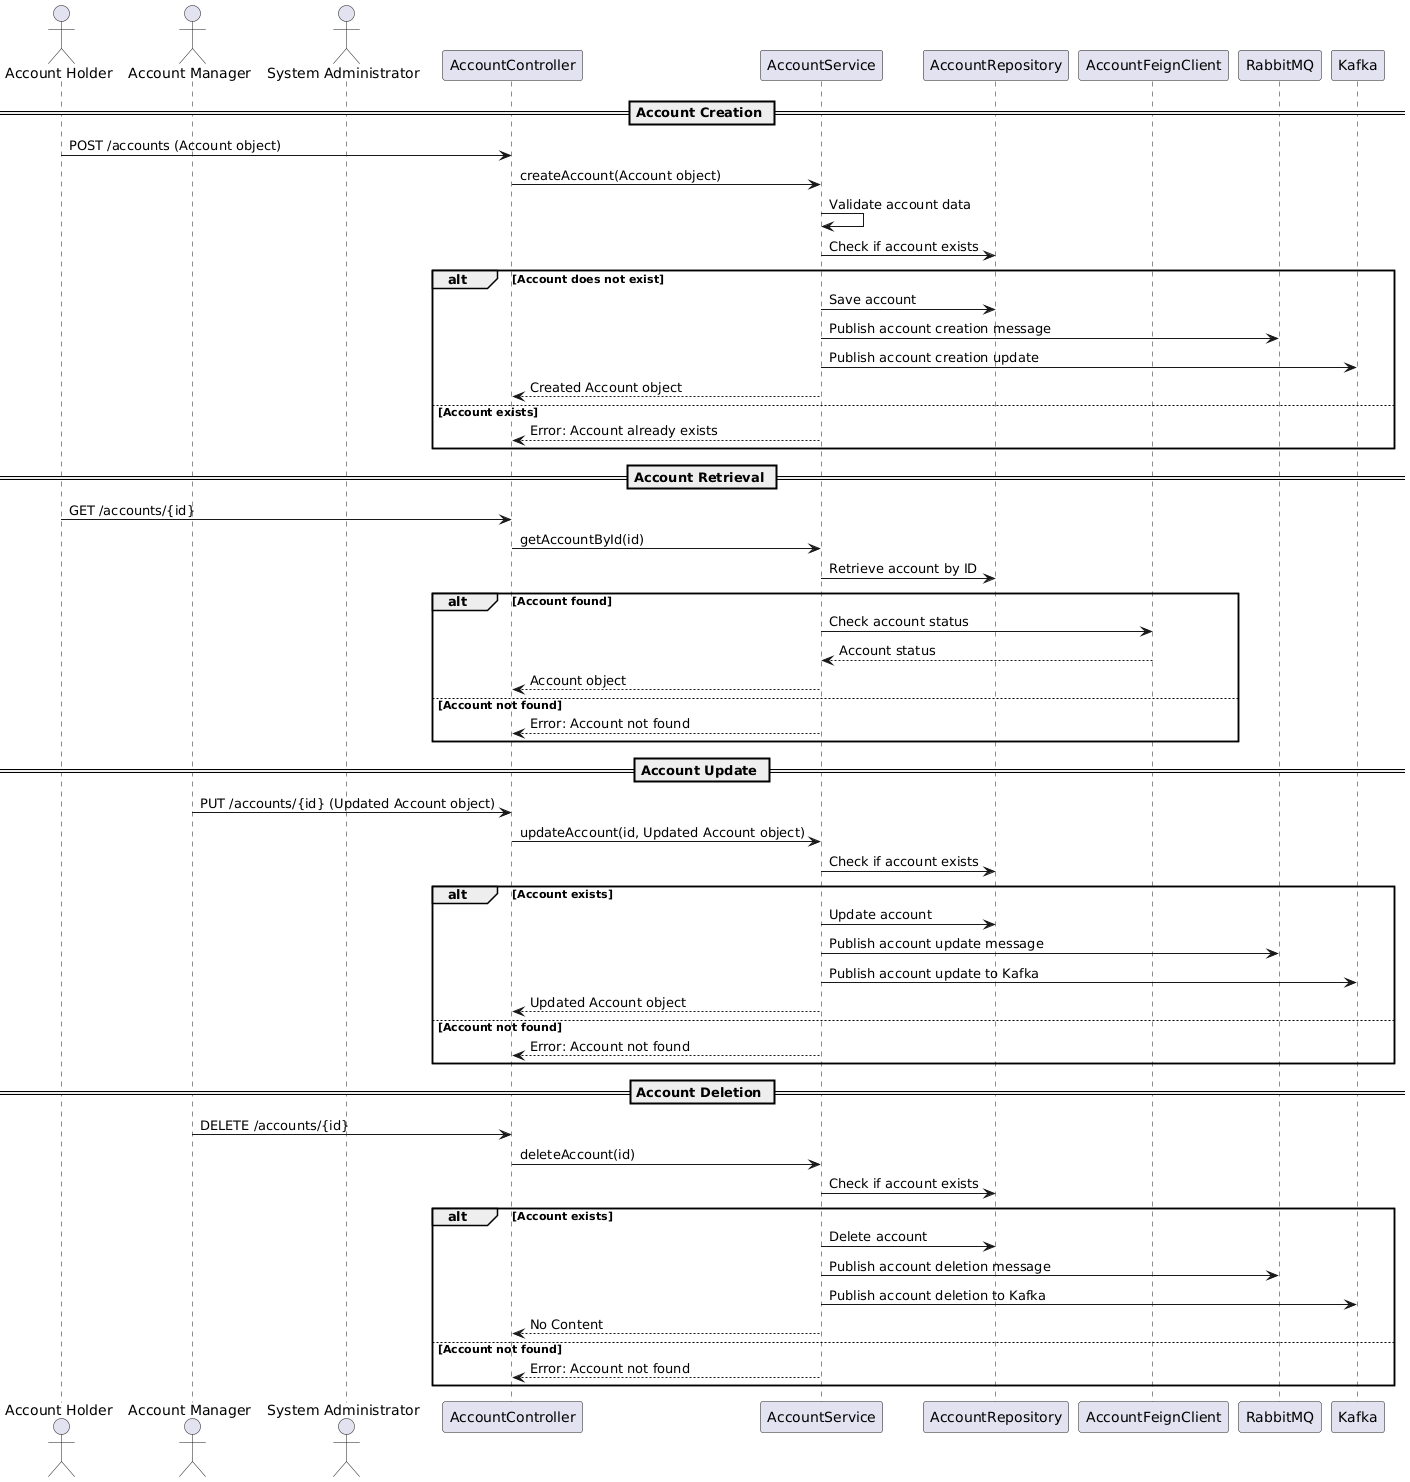 Account Holder
Account Manager
System Administrator
AccountController
AccountService
AccountRepository
AccountFeignClient
RabbitMQ
Kafka
Account Creation
POST /accounts (Account object)
createAccount(Account object)
Validate account data
Check if account exists
alt
[Account does not exist]
Save account
Publish account creation message
Publish account creation update
Created Account object
[Account exists]
Error: Account already exists
Account Retrieval
GET /accounts/{id}
getAccountById(id)
Retrieve account by ID
alt
[Account found]
Check account status
Account status
Account object
[Account not found]
Error: Account not found
Account Update
PUT /accounts/{id} (Updated Account object)
updateAccount(id, Updated Account object)
Check if account exists
alt
[Account exists]
Update account
Publish account update message
Publish account update to Kafka
Updated Account object
[Account not found]
Error: Account not found
Account Deletion
DELETE /accounts/{id}
deleteAccount(id)
Check if account exists
alt
[Account exists]
Delete account
Publish account deletion message
Publish account deletion to Kafka
No Content
[Account not found]
Error: Account not found
Account Holder
Account Manager
System Administrator
AccountController
AccountService
AccountRepository
AccountFeignClient
RabbitMQ
Kafka